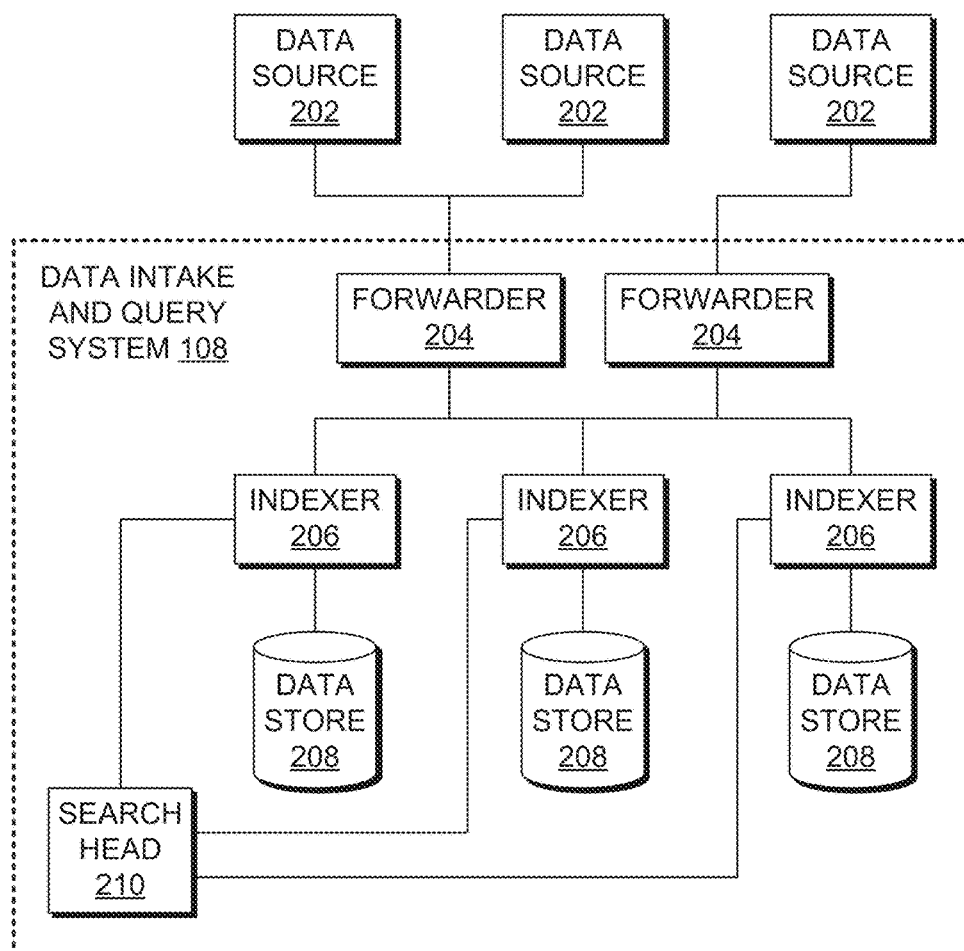 DATA
SOURCE
202
DATA
SOURCE
202
DATA
SOURCE
202
DATA INTAKE
AND QUERY
SYSTEM 108
FORWARDER
204
FORWARDER
204
INDEXER
206
INDEXER
206
INDEXER
206
DATA
STORE
208
DATA
STORE
208
DATA
STORE
208
SEARCH
HEAD
210